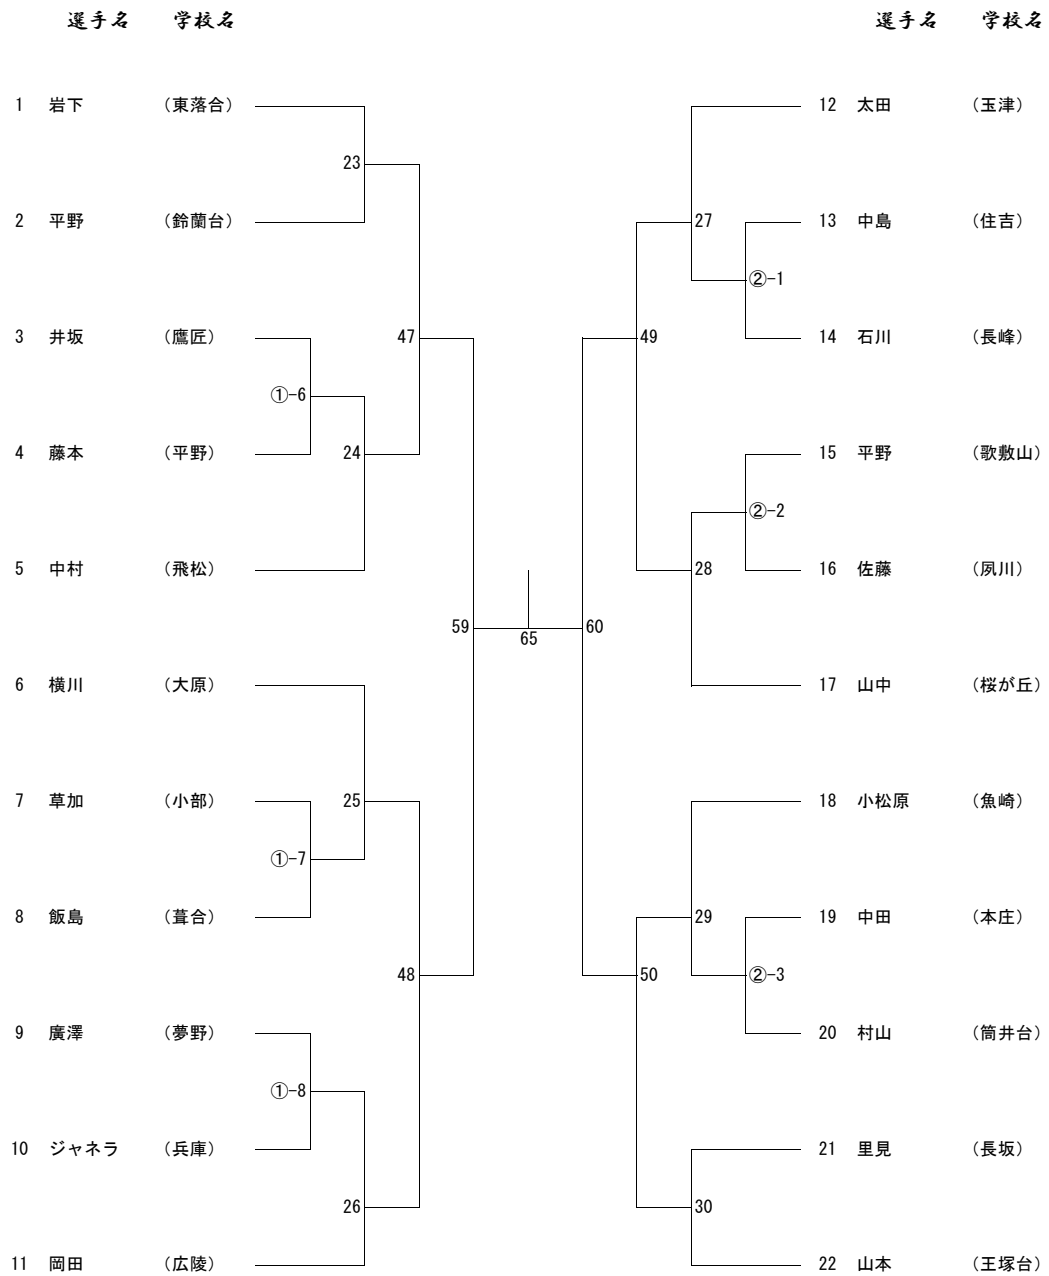 選手名 学校名 選手名 学校名
1 岩下 (東落合) 12 太田 (玉津)
23
2 平野 (鈴蘭台) 27 13 中島 (住吉)
②-1
3 井坂 (鷹匠) 47 49 14 石川 (長峰)
①-6
4 藤本 (平野) 24 15 平野 (歌敷山)
②-2
5 中村 (飛松) 28 16 佐藤 (夙川)
59 65 60
6 横川 (大原) 17 山中 (桜が丘)
7 草加 (小部) 25 18 小松原 (魚崎)
①-7
8 飯島 (葺合) 29 19 中田 (本庄)
48 50 ②-3
9 廣澤 (夢野) 20 村山 (筒井台)
①-8
10 ジャネラ (兵庫) 21 里見 (長坂)
26 30
11 岡田 (広陵) 22 山本 (王塚台)